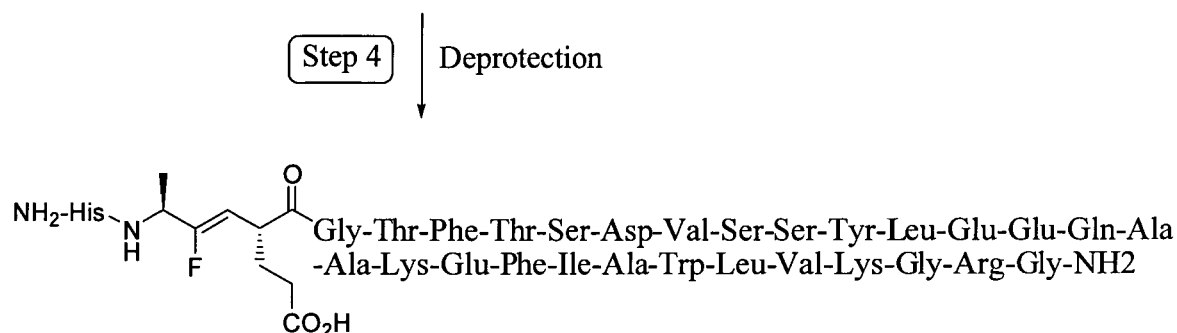 Step 4 Deprotection
O
NH2-His
N
H
F
CO2H
Gly-Thr-Phe-Thr-Ser-Asp-Val-Ser-Ser-Tyr-Leu-Glu-Glu-Gln-Ala
-Ala-Lys-Glu-Phe-Ile-Ala-Trp-Leu-Val-Lys-Gly-Arg-Gly-NH2